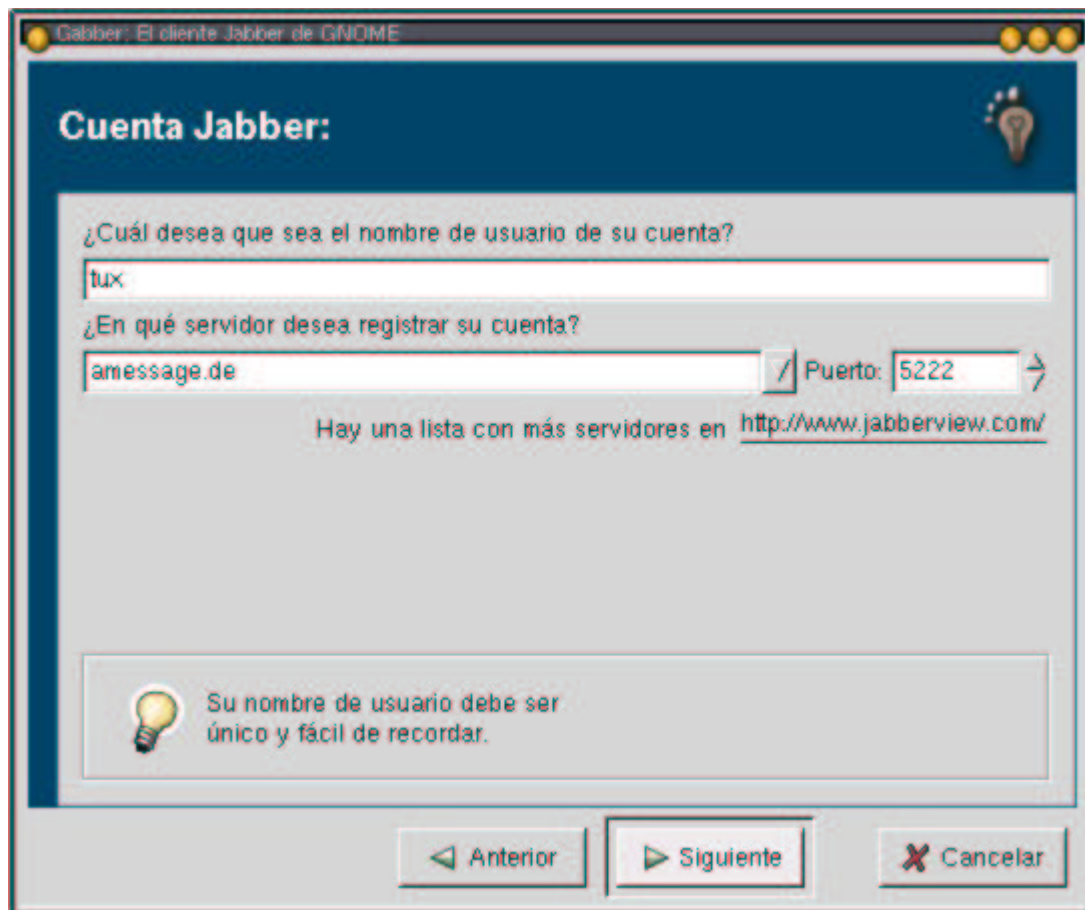 Gabber: El cliente Jabber de GNOME
Cuenta Jabber:
¿Cuál desea que sea el nombre de usuario de su cuenta?
tux
¿En qué servidor desea registrar su cuenta?
amessage.de Puerto: 5222
Hay una lista con más servidores en http://www.jabberview.com/
Su nombre de usuario debe ser
único y fácil de recordar.
Anterior Siguiente Cancelar